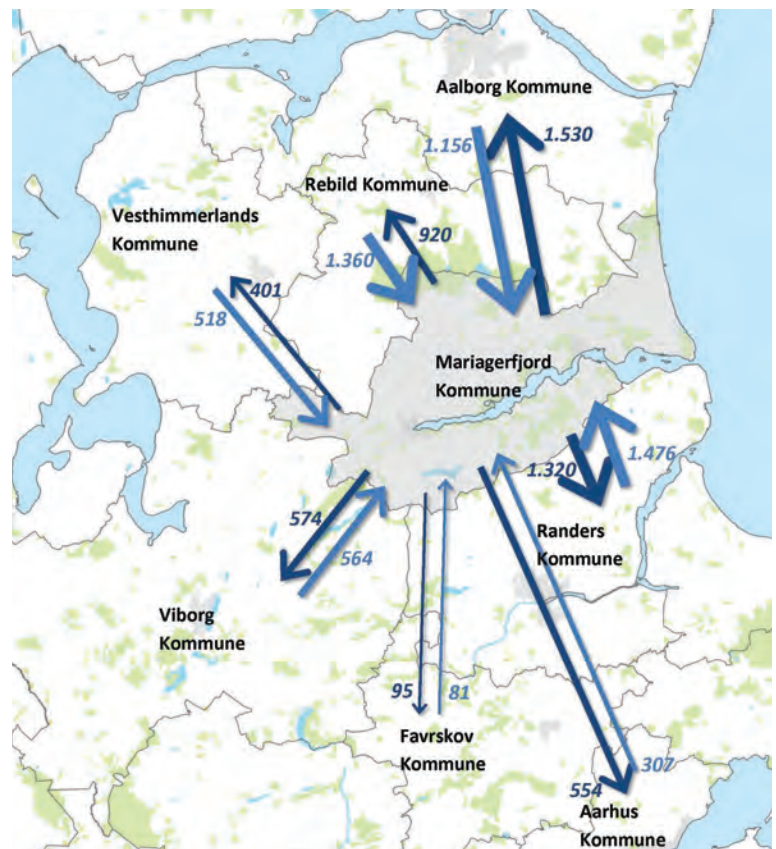 Aalborg Kommune
1.156
1.530
Rebild Kommune
Vesthimmerlands
Kommune
920
1.360
401
518
Mariagerfjord
Kommune
1.320
1.476
574
564
Randers
Kommune
Viborg
Kommune
95
81
Favrskov
Kommune
307
554
Aarhus
Kommune